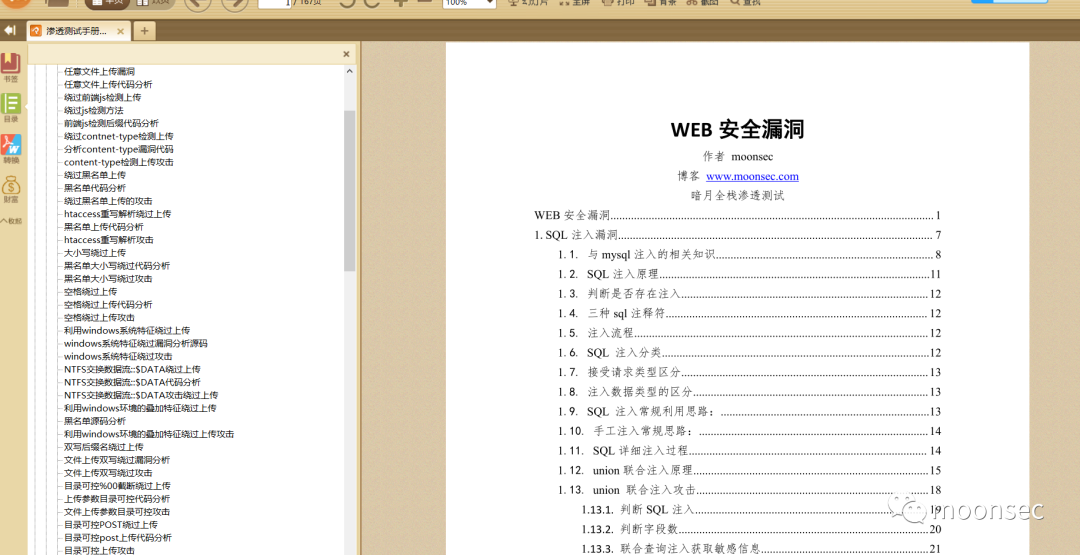 单页
双页
1 / 167页
100%
幻灯片
全屏
打印
背景
截图
查找
渗透测试手册...
书签
目录
转换
财富
收起
任意文件上传漏洞
任意文件上传代码分析
绕过前端js检测上传
绕过js检测方法
前端js检测后缀代码分析
绕过contnet-type检测上传
分析content-type漏洞代码
content-type检测上传攻击
绕过黑名单上传
黑名单代码分析
绕过黑名单上传的攻击
htaccess重写解析绕过上传
黑名单上传代码分析
htaccess重写解析攻击
大小写绕过上传
黑名单大小写绕过代码分析
黑名单大小写绕过攻击
空格绕过上传
空格绕过上传代码分析
空格绕过上传攻击
利用windows系统特征绕过上传
windows系统特征绕过漏洞分析源码
windows系统特征绕过攻击
NTFS交换数据流::$DATA绕过上传
NTFS交换数据流::$DATA代码分析
NTFS交换数据流::$DATA攻击绕过上传
利用windows环境的叠加特征绕过上传
黑名单源码分析
利用windows环境的叠加特征绕过上传攻击
双写后缀名绕过上传
文件上传双写绕过漏洞分析
文件上传双写绕过攻击
目录可控%00截断绕过上传
上传参数目录可控代码分析
文件上传参数目录可控攻击
目录可控POST绕过上传
目录可控post上传代码分析
目录可控上传攻击
WEB 安全漏洞
作者 moonsec
博客 www.moonsec.com
暗月全栈渗透测试
WEB 安全漏洞 1
1. SQL 注入漏洞 7
1.1. 与 mysql 注入的相关知识 8
1.2. SQL 注入原理 11
1.3. 判断是否存在注入 12
1.4. 三种 sql 注释符 12
1.5. 注入流程 12
1.6. SQL 注入分类 12
1.7. 接受请求类型区分 13
1.8. 注入数据类型的区分 13
1.9. SQL 注入常规利用思路： 13
1.10. 手工注入常规思路： 14
1.11. SQL 详细注入过程 14
1.12. union 联合注入原理 15
1.13. union 联合注入攻击 18
1.13.1. 判断 SQL 注入 19
1.13.2. 判断字段数 20
1.13.3. 联合查询注入获取敏感信息 21
moonsec